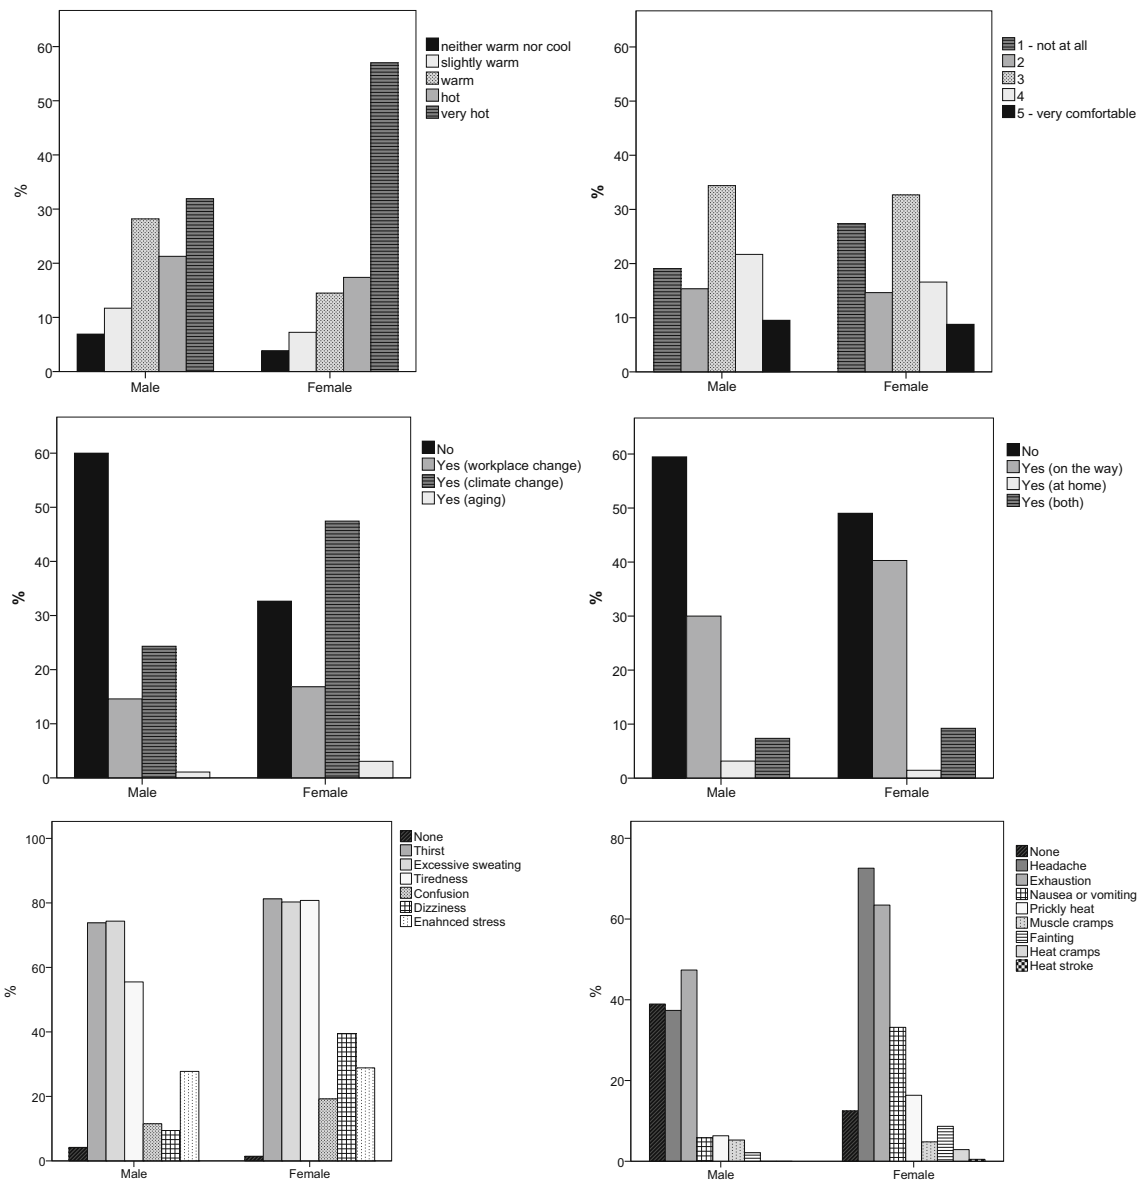 60
50
40
30
20
10
0
%
Male
Female
neither warm nor cool
slightly warm
warm
hot
very hot
60
50
40
30
20
10
0
%
Male
Female
1 - not at all
2
3
4
5 - very comfortable
60
50
40
30
20
10
0
%
Male
Female
No
Yes (workplace change)
Yes (climate change)
Yes (aging)
60
50
40
30
20
10
0
%
Male
Female
No
Yes (on the way)
Yes (at home)
Yes (both)
100
80
60
40
20
0
%
Male
Female
None
Thirst
Excessive sweating
Tiredness
Confusion
Dizziness
Enahnced stress
80
60
40
20
0
%
Male
Female
None
Headache
Exhaustion
Nausea or vomiting
Prickly heat
Muscle cramps
Fainting
Heat cramps
Heat stroke